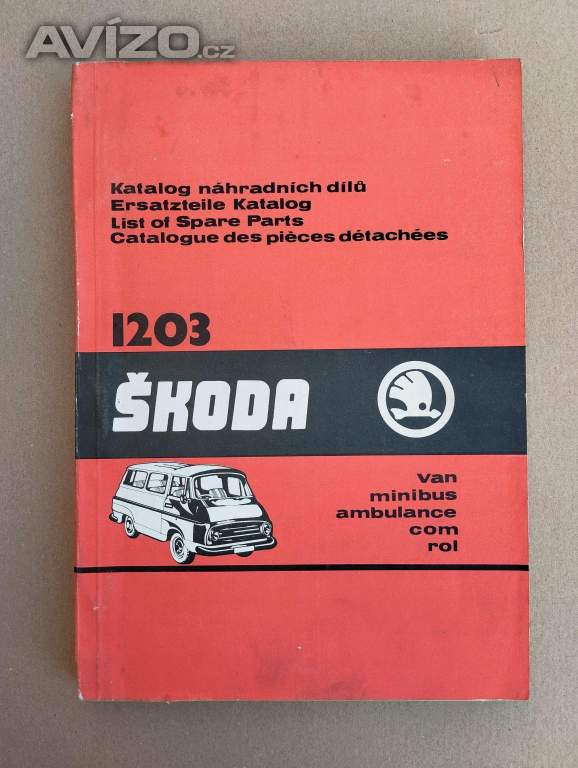 AVÍZO.cz
Katalog náhradních dílů
Ersatzteile Katalog
List of Spare Parts
Catalogue des pièces détachées
1203
ŠKODA
van
minibus
ambulance
com
rol